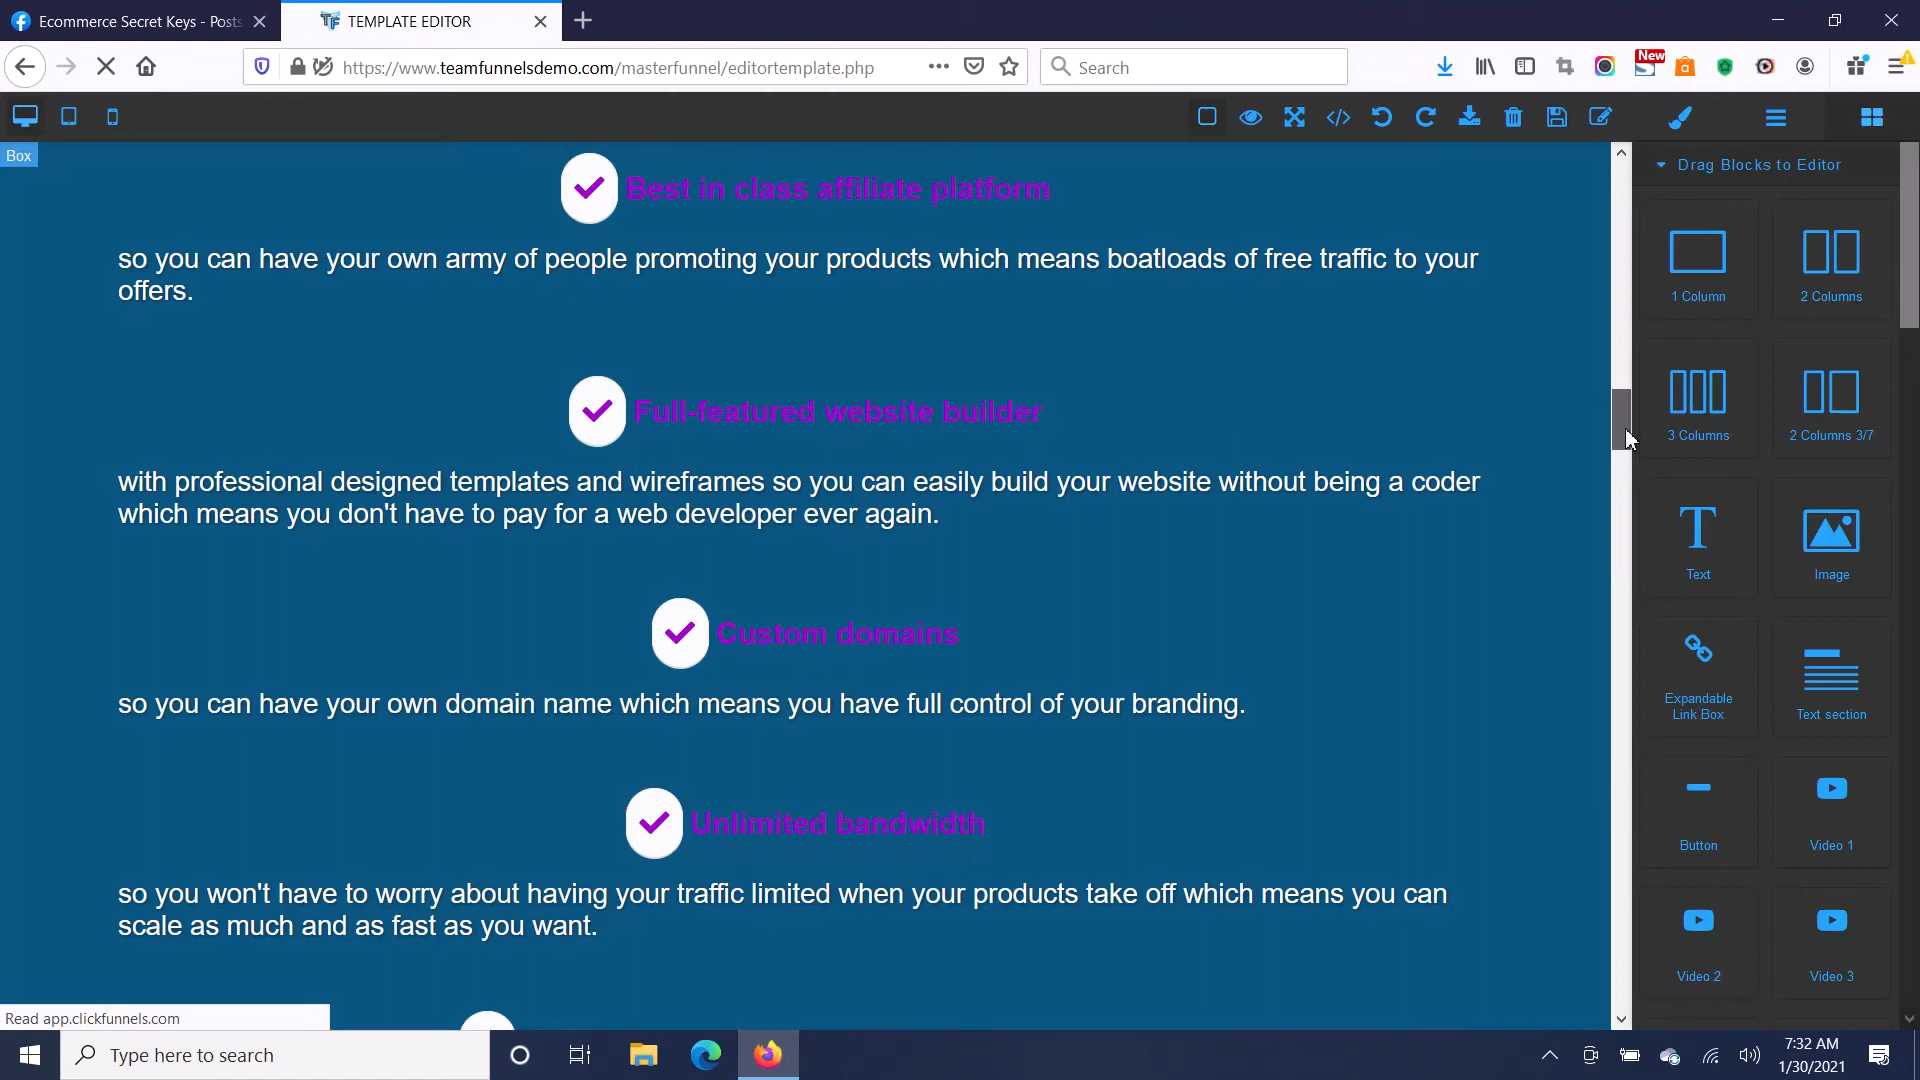 Ecommerce Secret Keys - Posts
TEMPLATE EDITOR
https://www.teamfunnelsdemo.com/masterfunnel/editortemplate.php
Search
New
Box
Drag Blocks to Editor
Best in class affiliate platform
so you can have your own army of people promoting your products which means boatloads of free traffic to your
offers.
Full-featured website builder
with professional designed templates and wireframes so you can easily build your website without being a coder
which means you don't have to pay for a web developer ever again.
Custom domains
so you can have your own domain name which means you have full control of your branding.
Unlimited bandwidth
so you won't have to worry about having your traffic limited when your products take off which means you can
scale as much and as fast as you want.
1 Column
2 Columns
3 Columns
2 Columns 3/7
Text
Image
Expandable
Link Box
Text section
Button
Video 1
Video 2
Video 3
Read app.clickfunnels.com
Type here to search
7:32 AM
1/30/2021